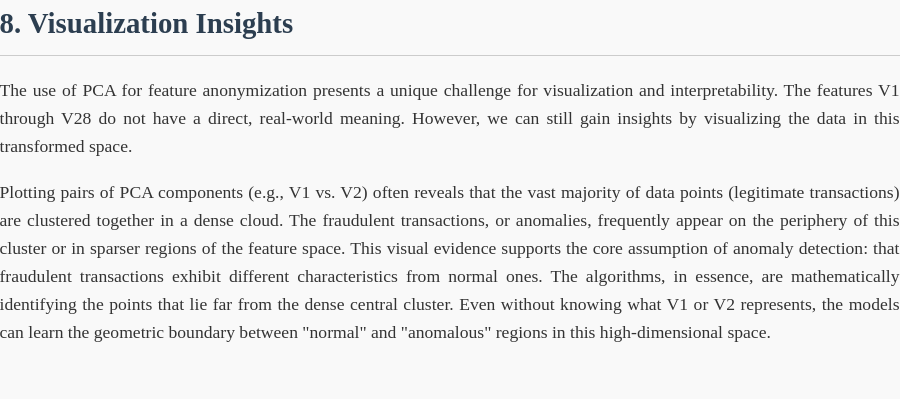 8. Visualization Insights
The use of PCA for feature anonymization presents a unique challenge for visualization and interpretability. The features V1
through V28 do not have a direct, real-world meaning. However, we can still gain insights by visualizing the data in this
transformed space.
Plotting pairs of PCA components (e.g., V1 vs. V2) often reveals that the vast majority of data points (legitimate transactions)
are clustered together in a dense cloud. The fraudulent transactions, or anomalies, frequently appear on the periphery of this
cluster or in sparser regions of the feature space. This visual evidence supports the core assumption of anomaly detection: that
fraudulent transactions exhibit different characteristics from normal ones. The algorithms, in essence, are mathematically
identifying the points that lie far from the dense central cluster. Even without knowing what V1 or V2 represents, the models
can learn the geometric boundary between "normal" and "anomalous" regions in this high-dimensional space.